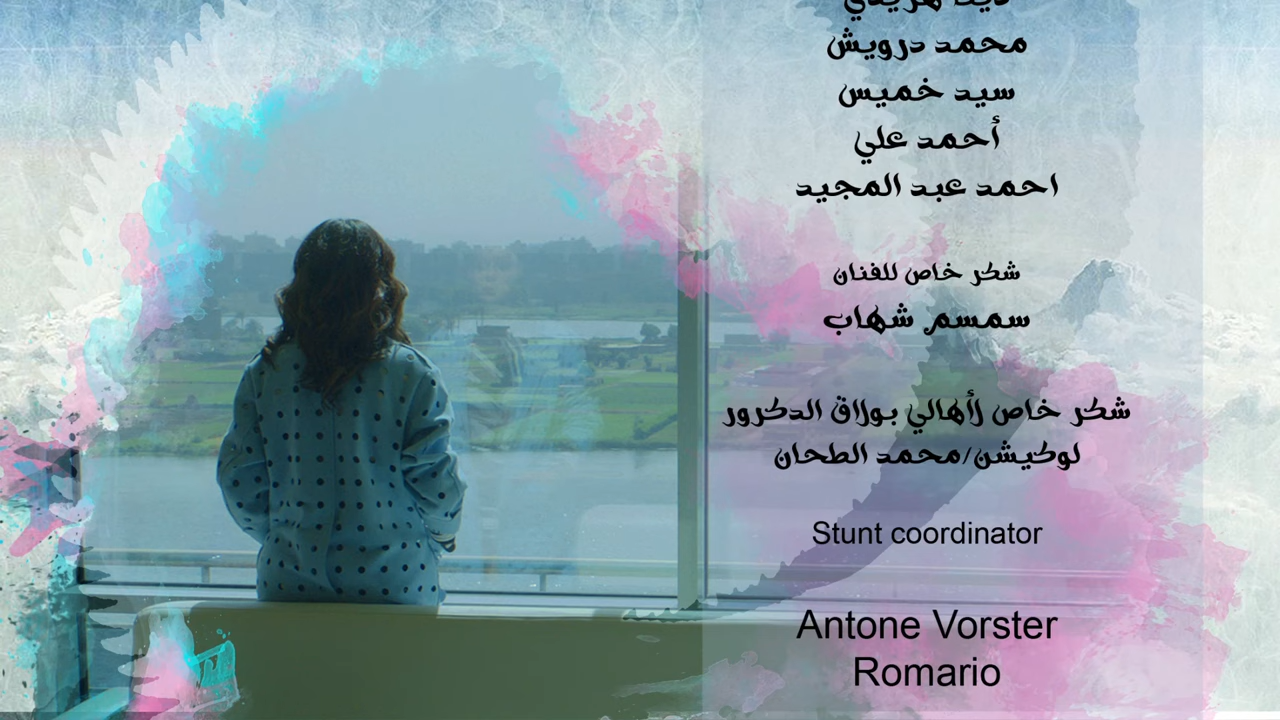 محمد درويش
سيد خميس
أحمد علي
احمد عبد المجيد
شكر خاص للفنان
سمسم شهاب
شكر خاص لأهالي بولاق الدكرور
لوكيشن/محمد الطحان
Stunt coordinator
Antone Vorster
Romario